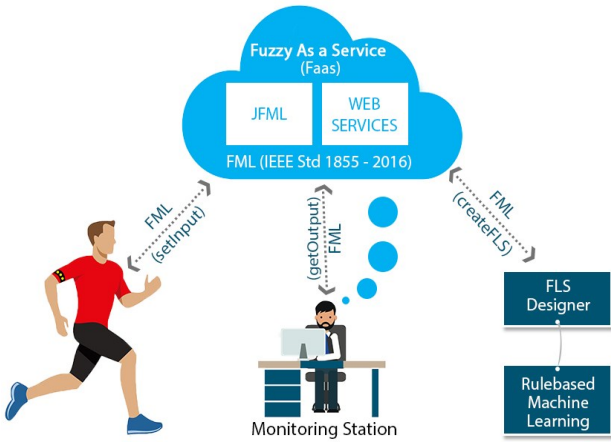 Fuzzy As a Service
(Faas)
JFML
WEB
SERVICES
FML (IEEE Std 1855 - 2016)
FML
(setInput)
(getOutput)
FML
FML
(createFLS)
FLS
Designer
Rulebased
Machine
Learning
Monitoring Station